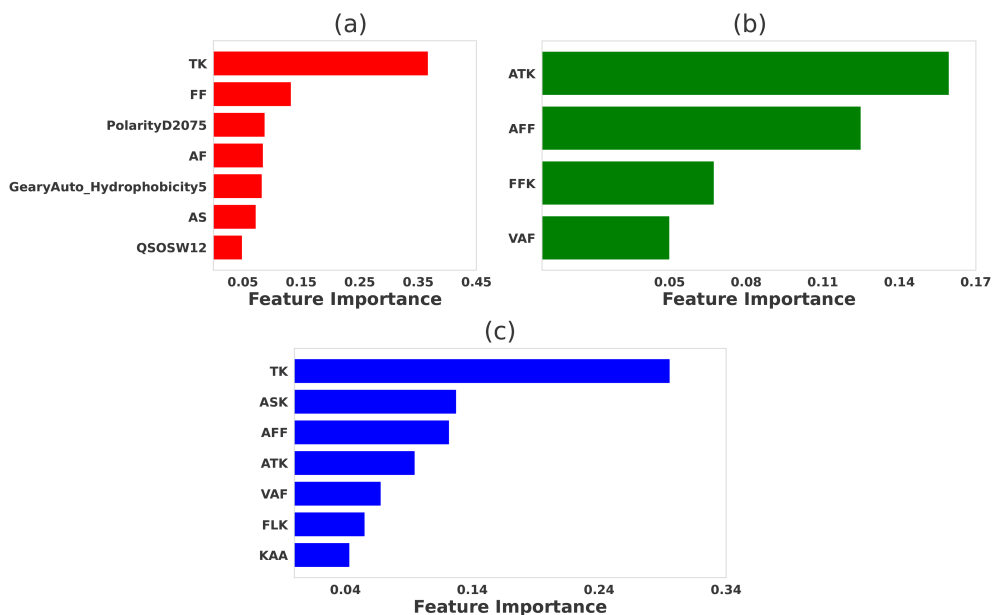 (a)
TK
FF
PolarityD2075
AF
GearyAuto_Hydrophobicity5
AS
QSOSW12
0.05 0.15 0.26 0.36 0.45
Feature Importance
(b)
ATK
AFF
FFK
VAF
0.05 0.08 0.11 0.14 0.17
Feature Importance
(c)
TK
ASK
AFF
ATK
VAF
FLK
KAA
0.04 0.14 0.24 0.34
Feature Importance